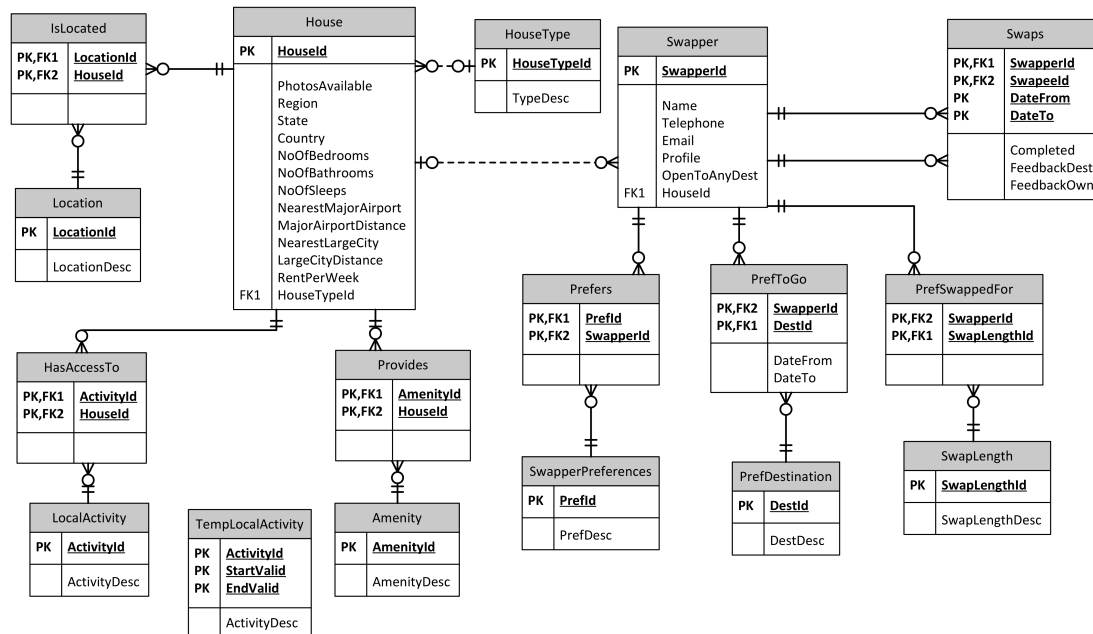 IsLocated
PK,FK1 LocationId
PK,FK2 HouseId
House
PK HouseId
PhotosAvailable
Region
State
Country
NoOfBedrooms
NoOfBathrooms
NoOfSleeps
NearestMajorAirport
MajorAirportDistance
NearestLargeCity
LargeCityDistance
RentPerWeek
FK1 HouseTypeId
HouseType
PK HouseTypeId
TypeDesc
Swapper
PK SwapperId
Name
Telephone
Email
Profile
OpenToAnyDest
FK1 HouseId
Swaps
PK,FK1 SwapperId
PK,FK2 SwapeeId
PK DateFrom
PK DateTo
Completed
FeedbackDest
FeedbackOwn
Location
PK LocationId
LocationDesc
Prefers
PK,FK1 PrefId
PK,FK2 SwapperId
PrefToGo
PK,FK2 SwapperId
PK,FK1 DestId
DateFrom
DateTo
PrefSwappedFor
PK,FK2 SwapperId
PK,FK1 SwapLengthId
HasAccessTo
PK,FK1 ActivityId
PK,FK2 HouseId
Provides
PK,FK1 AmenityId
PK,FK2 HouseId
SwapperPreferences
PK PrefId
PrefDesc
PrefDestination
PK DestId
DestDesc
SwapLength
PK SwapLengthId
SwapLengthDesc
LocalActivity
PK ActivityId
ActivityDesc
TempLocalActivity
PK ActivityId
PK StartValid
PK EndValid
ActivityDesc
Amenity
PK AmenityId
AmenityDesc